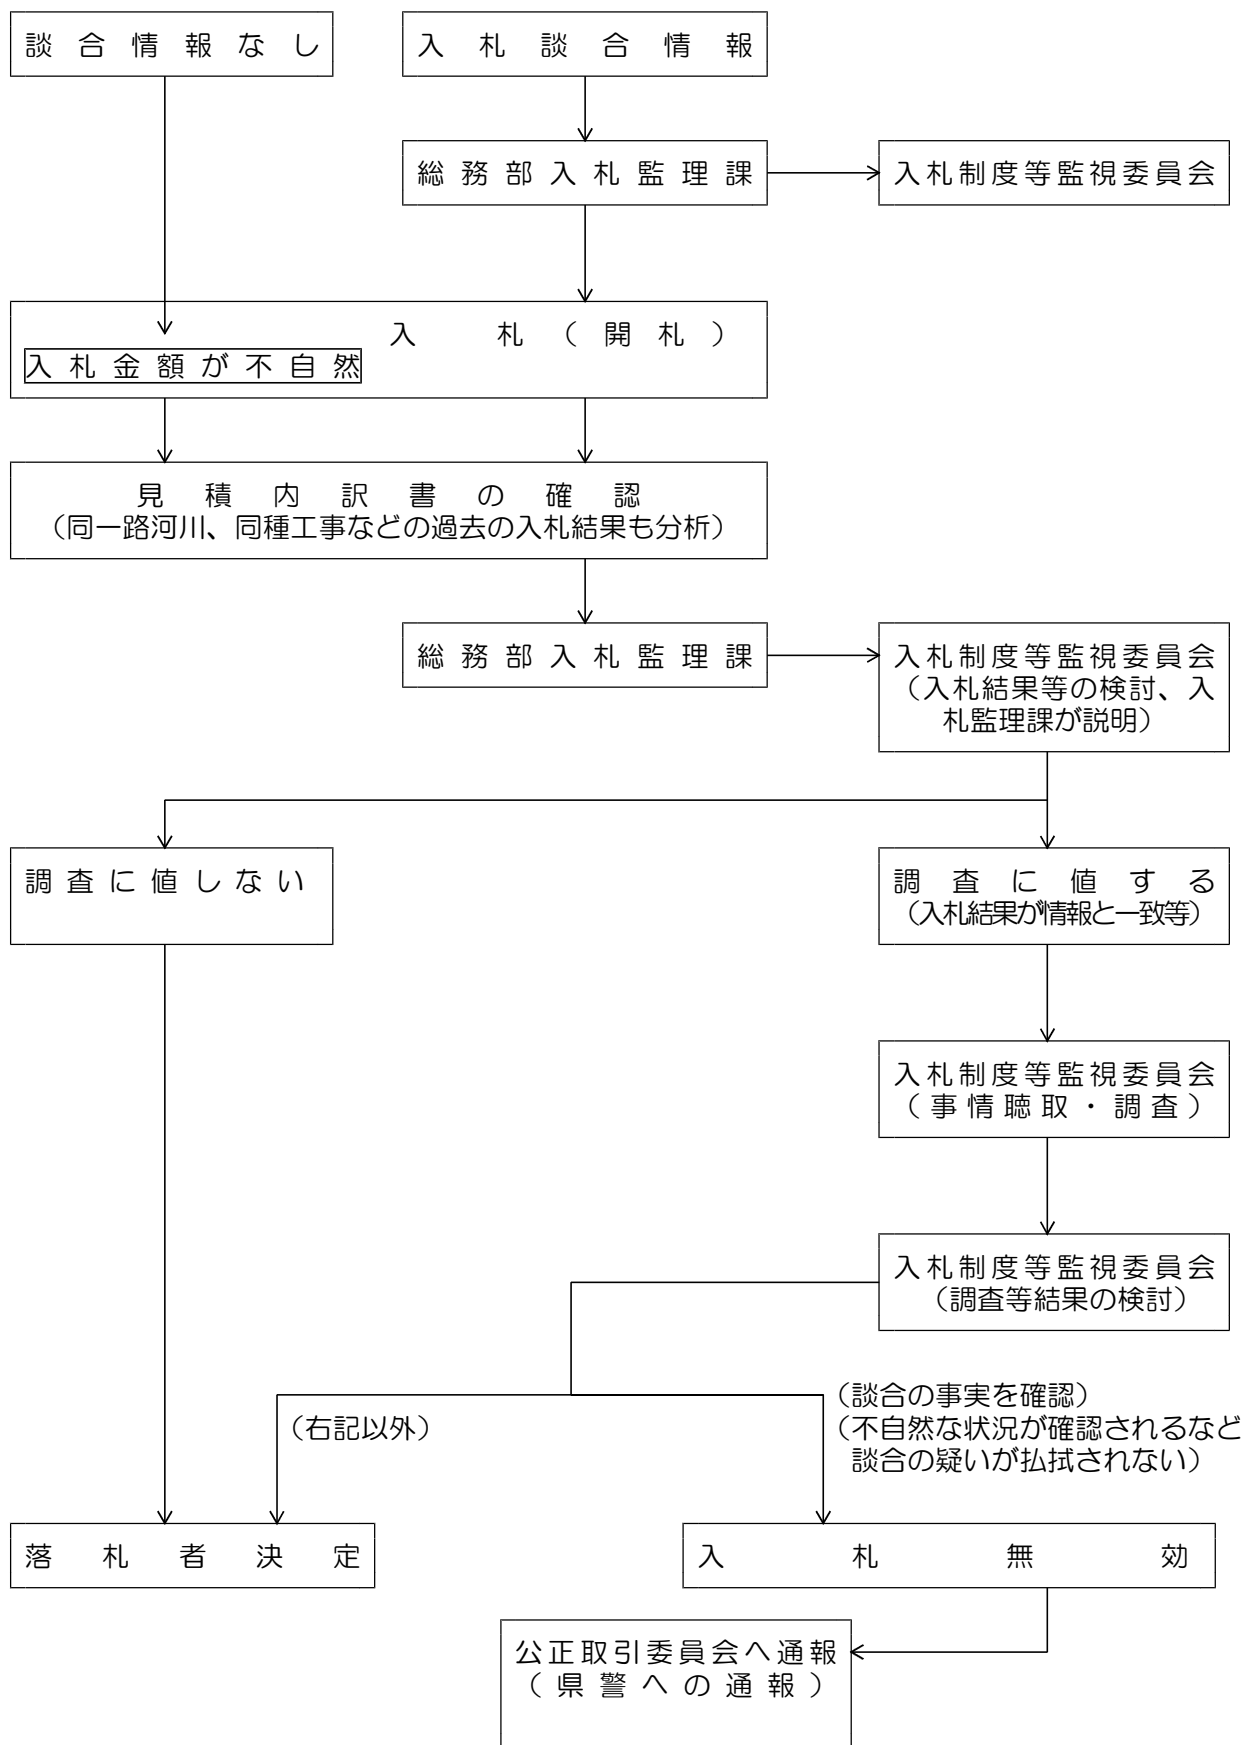 談合情報なし
入札談合情報
総務部入札監理課
入札制度等監視委員会
入札（開札）
入札金額が不自然
見積内訳書の確認
（同一路河川、同種工事などの過去の入札結果も分析）
総務部入札監理課
入札制度等監視委員会
（入札結果等の検討、入
札監理課が説明）
調査に値しない
調査に値する
（入札結果が情報と一致等）
入札制度等監視委員会
（事情聴取・調査）
入札制度等監視委員会
（調査等結果の検討）
（談合の事実を確認）
（右記以外）
（不自然な状況が確認されるなど
談合の疑いが払拭されない）
落札者決定
入札無効
公正取引委員会へ通報
（県警への通報）